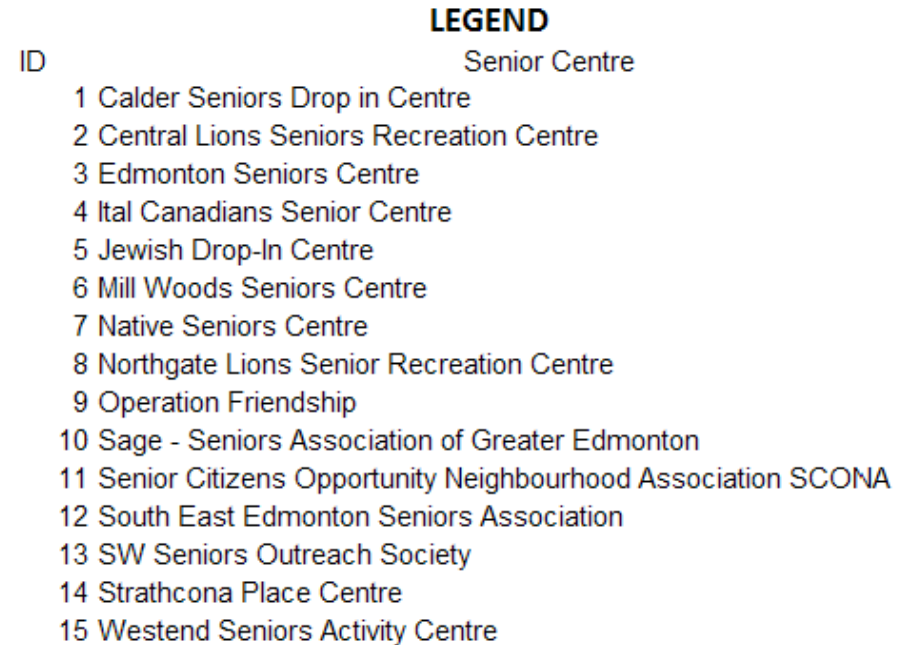 LEGEND
ID Senior Centre
1 Calder Seniors Drop in Centre
2 Central Lions Seniors Recreation Centre
3 Edmonton Seniors Centre
4 Ital Canadians Senior Centre
5 Jewish Drop-In Centre
6 Mill Woods Seniors Centre
7 Native Seniors Centre
8 Northgate Lions Senior Recreation Centre
9 Operation Friendship
10 Sage - Seniors Association of Greater Edmonton
11 Senior Citizens Opportunity Neighbourhood Association SCONA
12 South East Edmonton Seniors Association
13 SW Seniors Outreach Society
14 Strathcona Place Centre
15 Westend Seniors Activity Centre